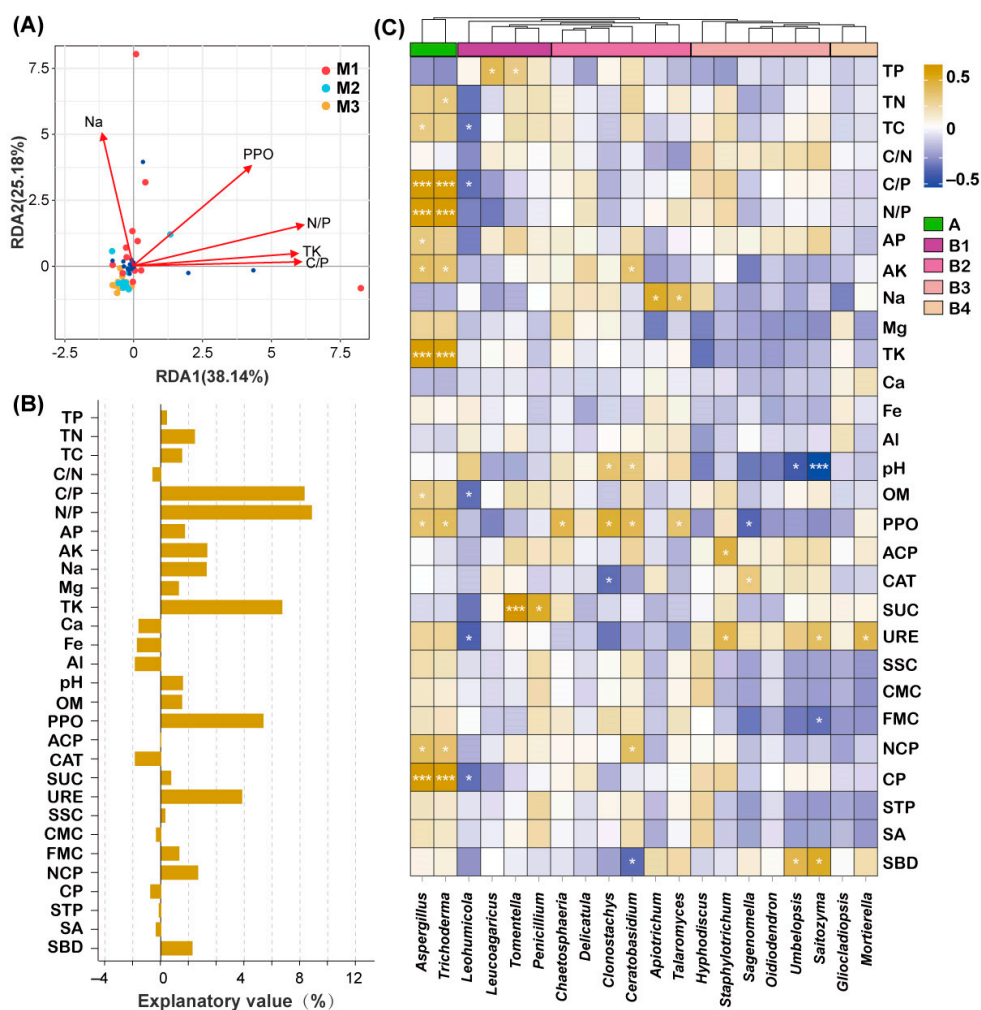 (A)
7.5
5
2.5
0
-2.5
RDA2(25.18%)
Na
PPO
N/P
TK
C/P
M1
M2
M3
-2.5
0
2.5
5
7.5
RDA1(38.14%)
(B)
TP
TN
TC
C/N
C/P
N/P
AP
AK
Na
Mg
TK
Ca
Fe
Al
pH
OM
PPO
ACP
CAT
SUC
URE
SSC
CMC
FMC
NCP
CP
STP
SA
SBD
−4
0
4
8
12
Explanatory value (%)
(C)
TP
TN
TC
C/N
C/P
N/P
AP
AK
Na
Mg
TK
Ca
Fe
Al
pH
OM
PPO
ACP
CAT
SUC
URE
SSC
CMC
FMC
NCP
CP
STP
SA
SBD
Aspergillus
Trichoderma
Leohumicola
Leucoagaricus
Tomentella
Penicillium
Chaetosphaeria
Delicatula
Clonostachys
Ceratobasidium
Apiotrichum
Talaromyces
Hyphodiscus
Staphylotrichum
Sagenomella
Oidiodendron
Umbelopsis
Saitozyma
Gliocladiopsis
Mortierella
0.5
0
−0.5
A
B1
B2
B3
B4